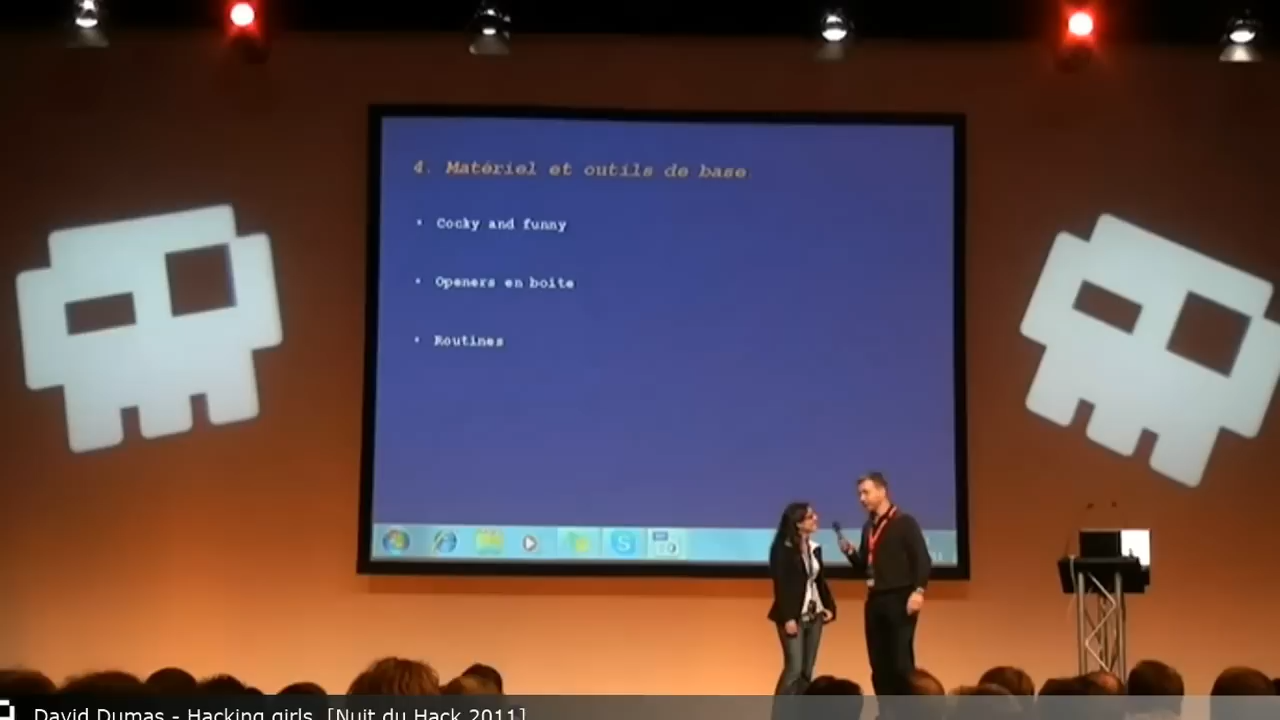 4. Matériel et outils de base
• Cocky and funny
• Openers en boite
• Routines
David Dumas - Hacking girls [Nuit du Hack 2011]